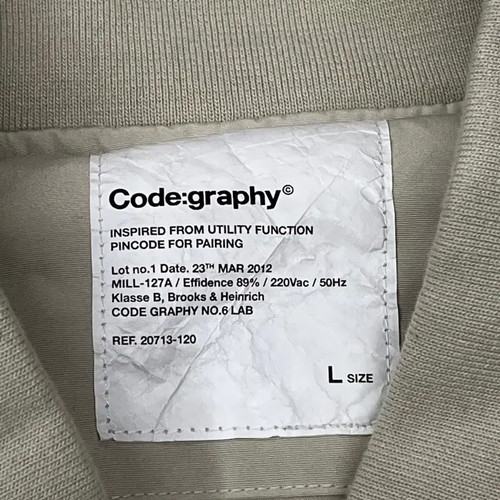 Code:graphy©
INSPIRED FROM UTILITY FUNCTION
PINCODE FOR PAIRING
Lot no.1 Date. 23TH MAR 2012
MILL-127A / Effidence 89% / 220Vac / 50Hz
Klasse B, Brooks & Heinrich
CODE GRAPHY NO.6 LAB
REF. 20713-120
L SIZE